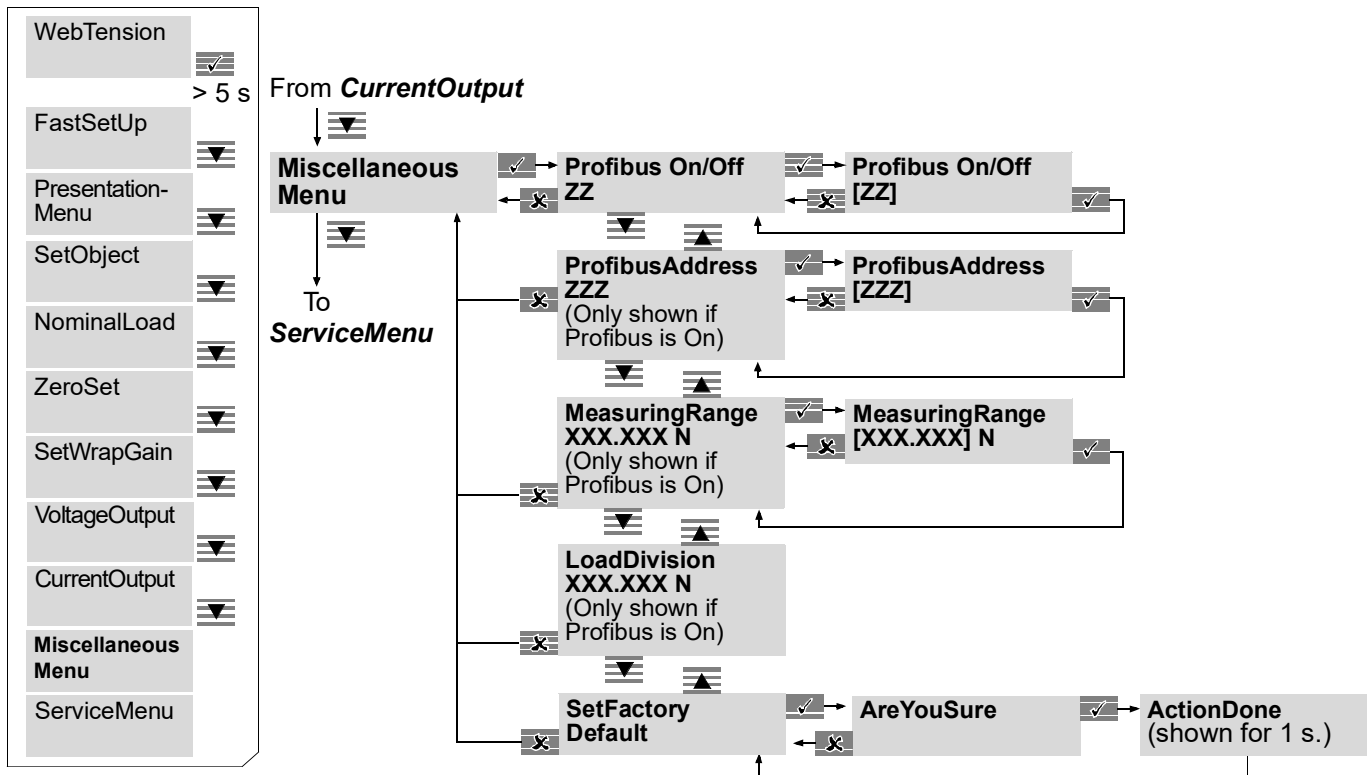 WebTension
> 5 s
FastSetUp
Presentation-
Menu
SetObject
NominalLoad
ZeroSet
SetWrapGain
VoltageOutput
CurrentOutput
Miscellaneous
Menu
ServiceMenu
From CurrentOutput
Miscellaneous
Menu
To
ServiceMenu
Profibus On/Off
ZZ
Profibus On/Off
[ZZ]
ProfibusAddress
ZZZ
(Only shown if
Profibus is On)
ProfibusAddress
[ZZZ]
MeasuringRange
XXX.XXX N
(Only shown if
Profibus is On)
MeasuringRange
[XXX.XXX] N
LoadDivision
XXX.XXX N
(Only shown if
Profibus is On)
SetFactory
Default
AreYouSure
ActionDone
(shown for 1 s.)